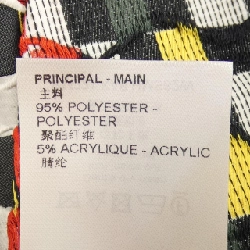 PRINCIPAL - MAIN
主料
95% POLYESTER -
POLYESTER
聚酯纤维
5% ACRYLIQUE - ACRYLIC
腈纶